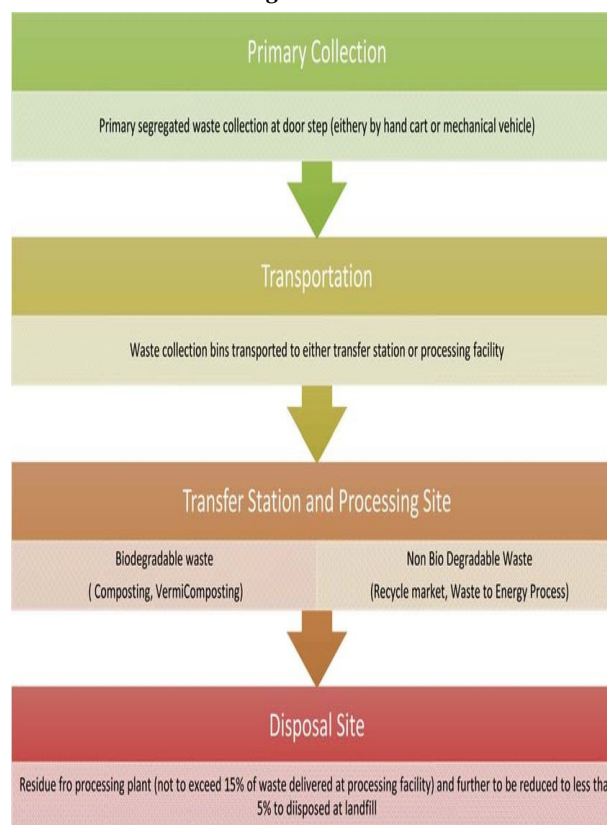 Primary Collection
Primary segregated waste collection at door step (eithery by hand cart or mechanical vehicle)
Transportation
Waste collection bins transported to either transfer station or processing facility
Transfer Station and Processing Site
Biodegradable waste
( Composting, VermiComposting)
Non Bio Degradable Waste
(Recycle market, Waste to Energy Process)
Disposal Site
Residue fro processing plant (not to exceed 15% of waste delivered at processing facility) and further to be reduced to less tha
5% to diisposed at landfill